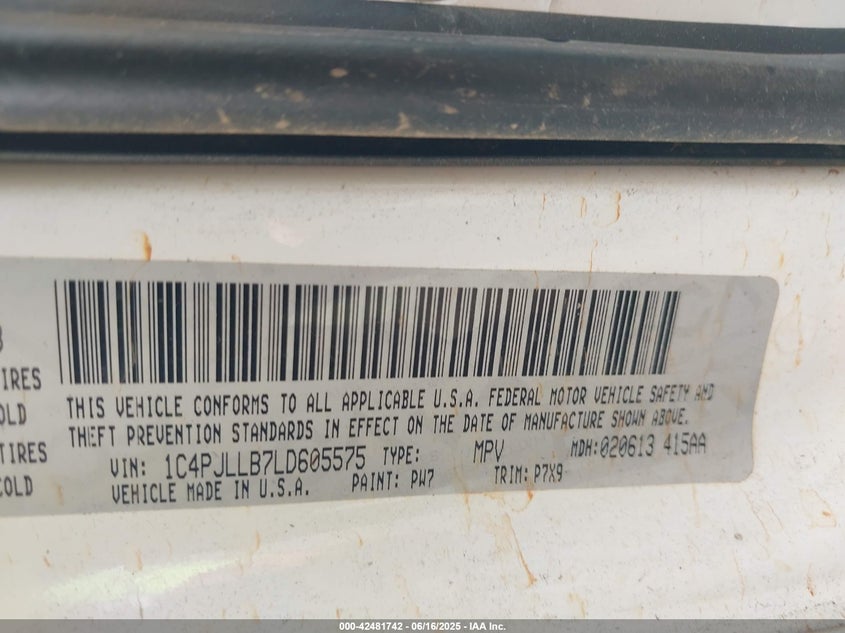 TIRES
COLD
TIRES
COLD
THIS VEHICLE CONFORMS TO ALL APPLICABLE U.S.A. FEDERAL MOTOR VEHICLE SAFETY AND
THEFT PREVENTION STANDARDS IN EFFECT ON THE DATE OF MANUFACTURE SHOWN ABOVE.
VIN: 1C4PJLLB7LD605575 TYPE: MPV MDH:020613 415AA
VEHICLE MADE IN U.S.A. PAINT: PW7 TRIM: P7X9
000-42481742 - 06/16/2025 - IAA Inc.